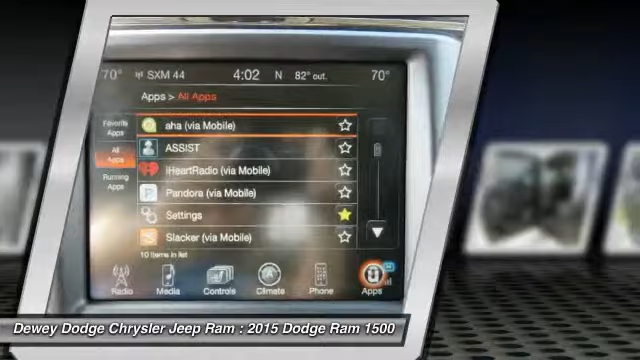 70° SXM 44 4:02 N 82° out. 70°
Apps > All Apps
Favorite Apps
All Apps
Running Apps
aha (via Mobile)
ASSIST
iHeartRadio (via Mobile)
Pandora (via Mobile)
Settings
Slacker (via Mobile)
10 items in list
Radio Media Controls Climate Phone Apps
Dewey Dodge Chrysler Jeep Ram : 2015 Dodge Ram 1500